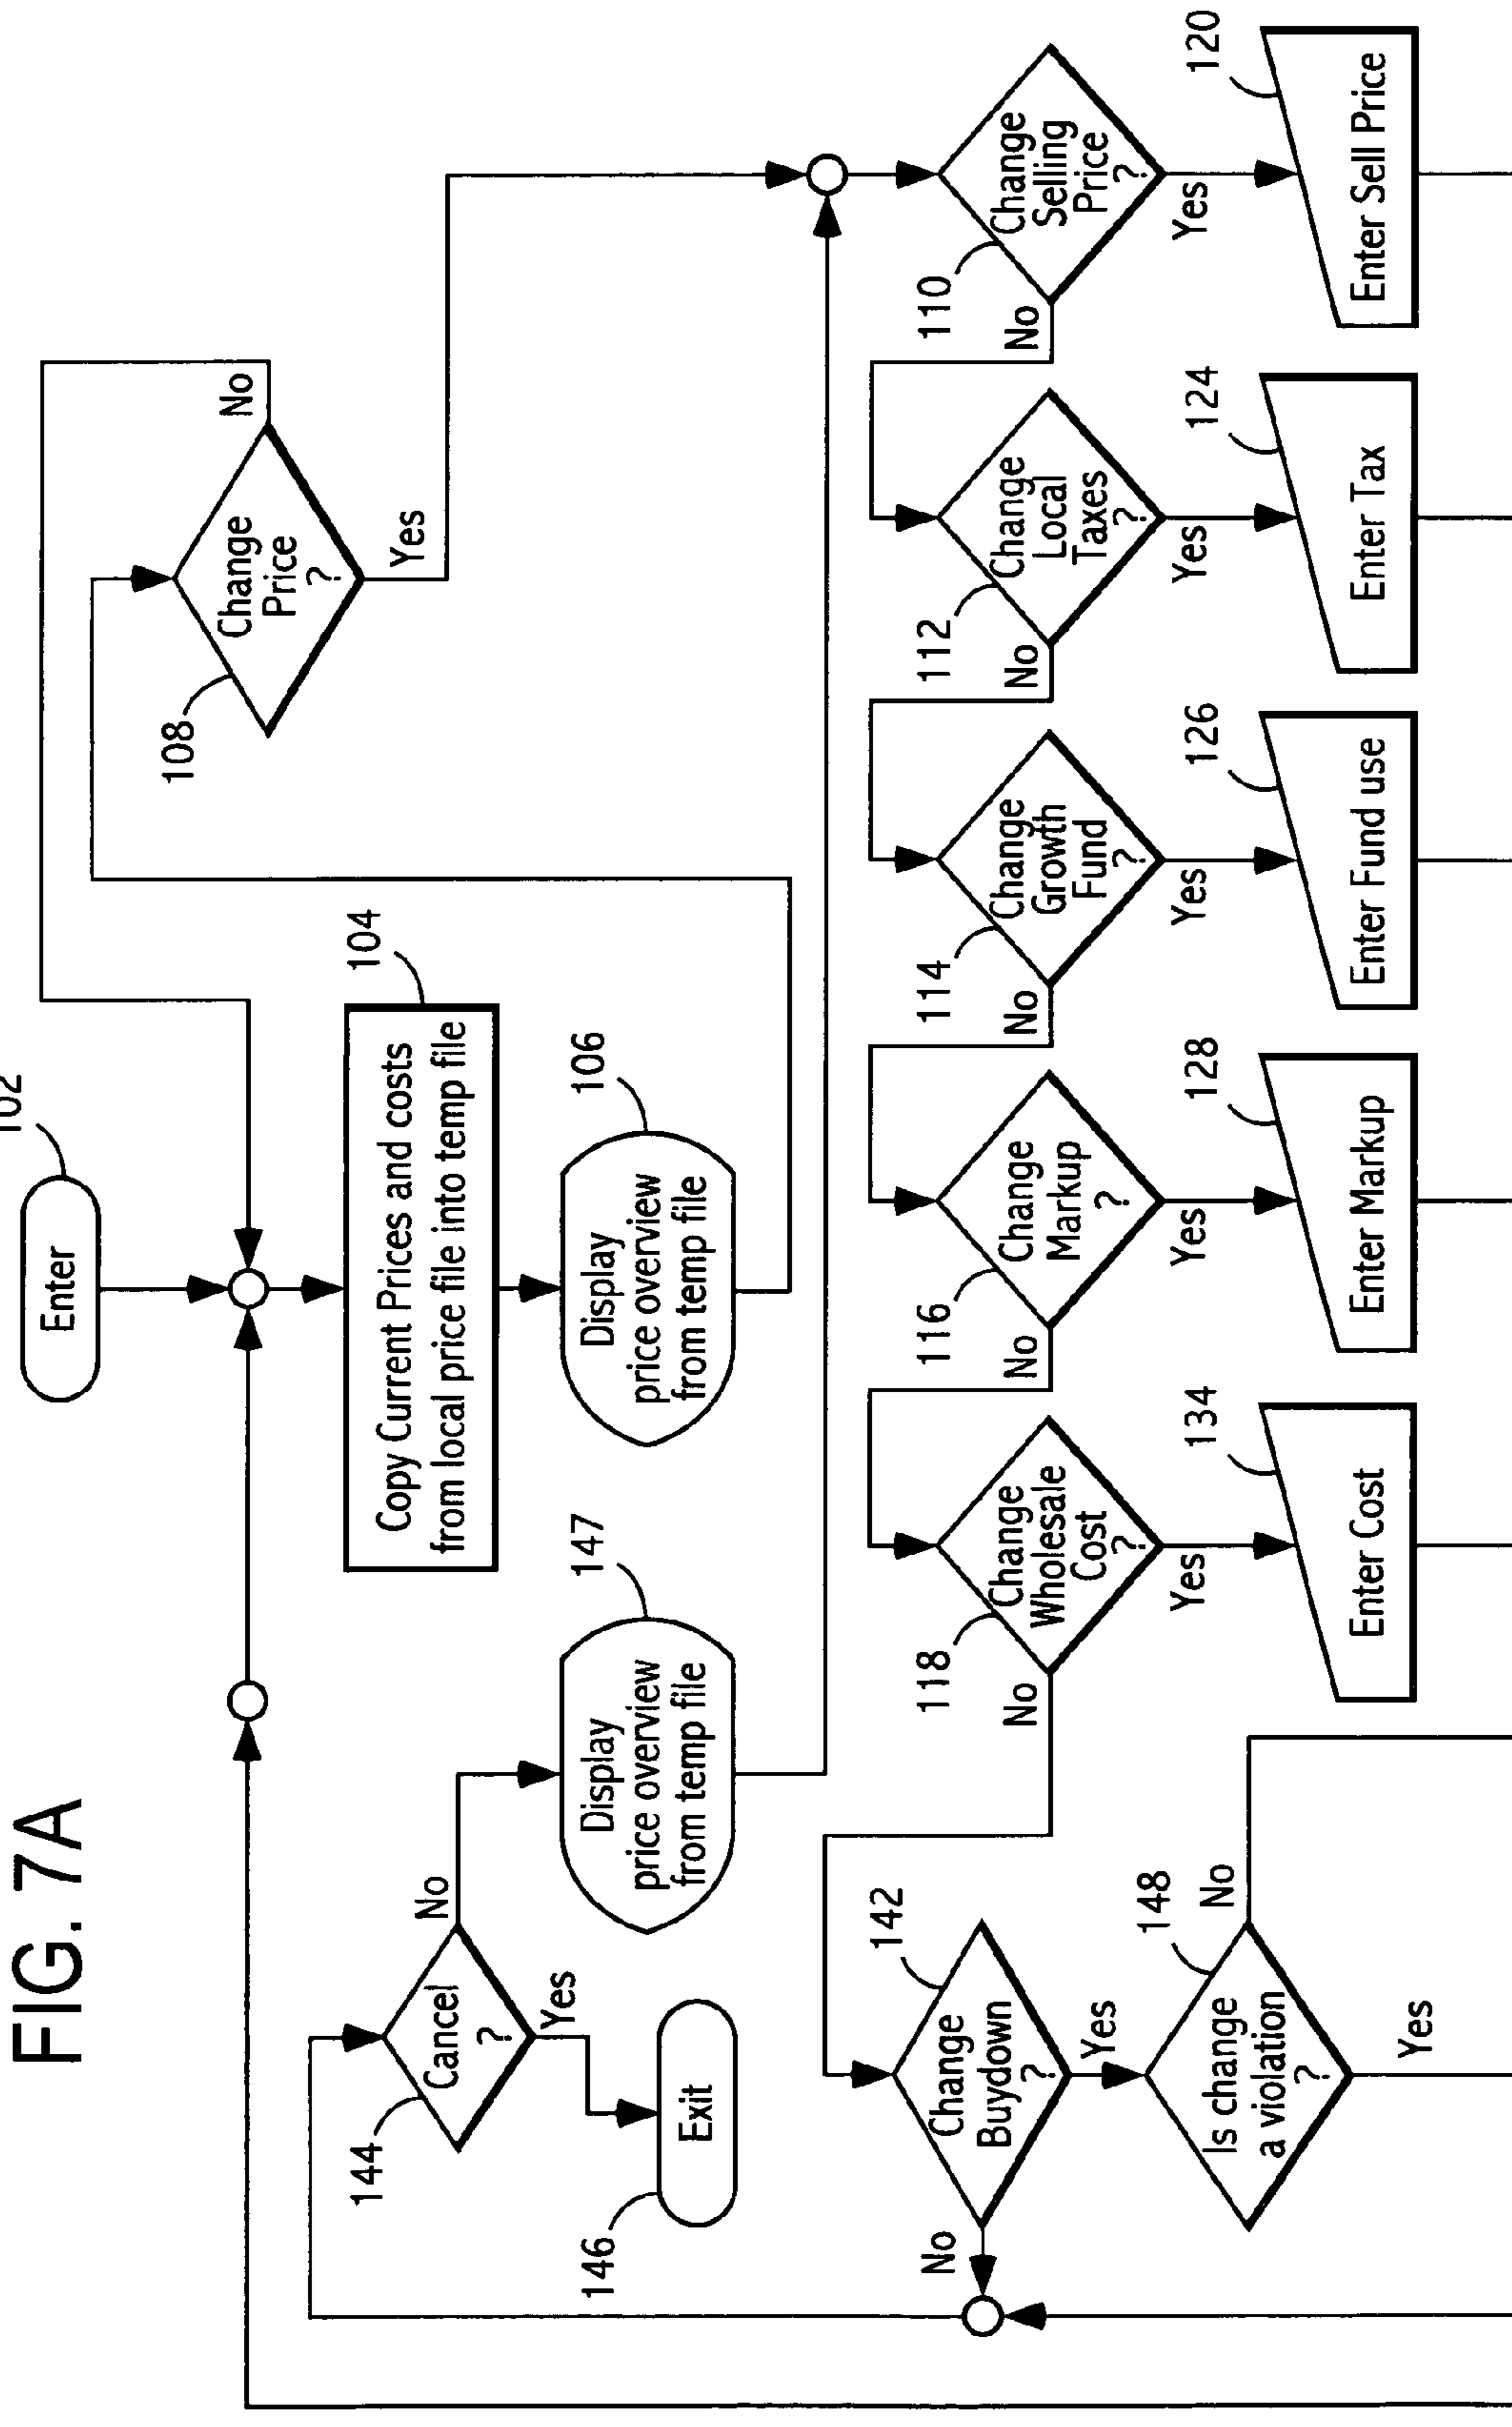 FIG. 7A
Enter
102
Copy Current Prices and costs
from local price file into temp file
104
Display
price overview
from temp file
106
Change
Price
?
108
No
Yes
Cancel
?
144
No
Yes
Exit
146
Display
price overview
from temp file
147
Change
Selling
Price
?
110
No
Yes
Enter Sell Price
120
Change
Local
Taxes
?
112
No
Yes
Enter Tax
124
Change
Growth
Fund
?
114
No
Yes
Enter Fund use
126
Change
Markup
?
116
No
Yes
Enter Markup
128
Change
Wholesale
Cost
?
118
No
Yes
Enter Cost
134
Change
Buydown
?
142
No
Yes
Is change
a violation
?
148
No
Yes